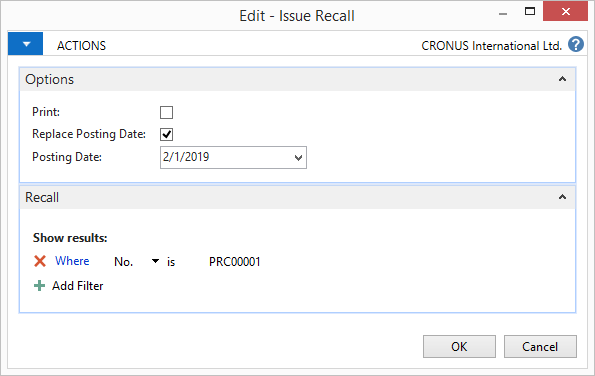 Edit - Issue Recall
ACTIONS
CRONUS International Ltd. ?
Options
Print:
Replace Posting Date:
Posting Date: 2/1/2019
Recall
Show results:
Where No. is PRC00001
Add Filter
OK Cancel